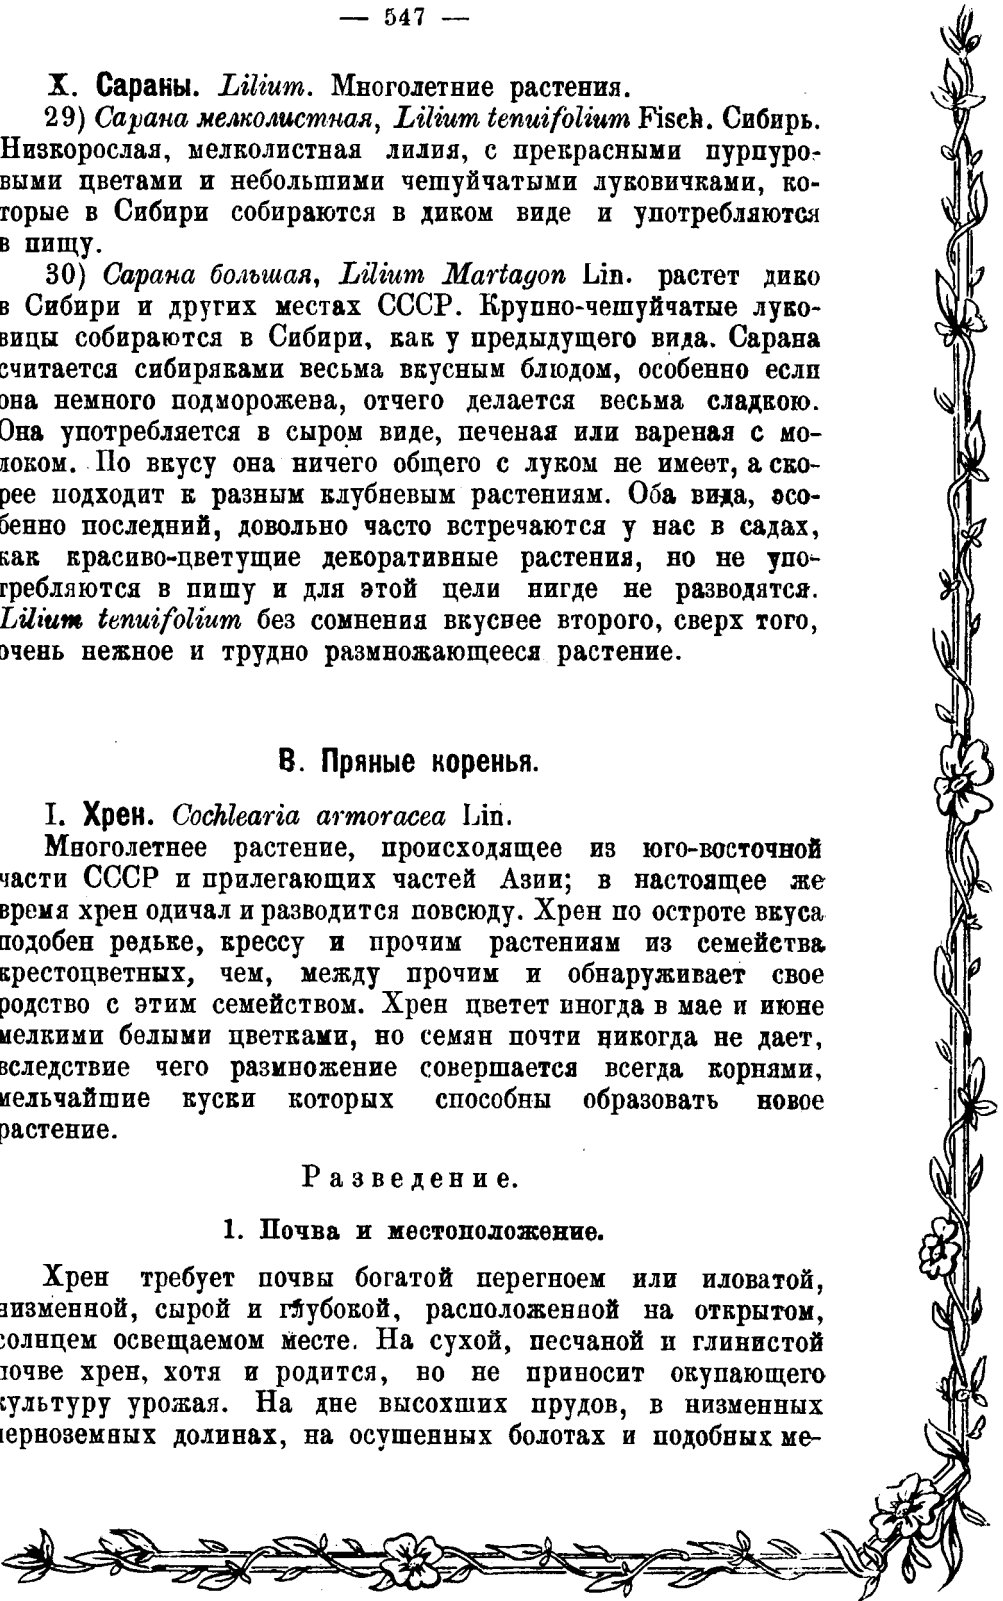 — 547 —
X. Сараны. Lilium. Многолетние растения.
29) Сарана мелколистная, Lilium tenuifolium Fisch. Сибирь.
Низкорослая, мелколистная лилия, с прекрасными пурпуро-
выми цветами и небольшими чешуйчатыми луковичками, ко-
торые в Сибири собираются в диком виде и употребляются
в пищу.
30) Сарана большая, Lilium Martagon Lin. растет дико
в Сибири и других местах СССР. Крупно-чешуйчатые луко-
вицы собираются в Сибири, как у предыдущего вида. Сарана
считается сибиряками весьма вкусным блюдом, особенно если
она немного подморожена, отчего делается весьма сладкою.
Она употребляется в сыром виде, печеная или вареная с мо-
локом. По вкусу она ничего общего с луком не имеет, а ско-
рее подходит к разным клубневым растениям. Оба вида, осо-
бенно последний, довольно часто встречаются у нас в садах,
как красиво-цветущие декоративные растения, но не упо-
требляются в пишу и для этой цели нигде не разводятся.
Lilium tenuifolium без сомнения вкуснее второго, сверх того,
очень нежное и трудно размножающееся растение.
В. Пряные коренья.
I. Хрен. Cochlearia armoracea Lin.
Многолетнее растение, происходящее из юго-восточной
части СССР и прилегающих частей Азии; в настоящее же
время хрен одичал и разводится повсюду. Хрен по остроте вкуса
подобен редьке, крессу и прочим растениям из семейства
крестоцветных, чем, между прочим и обнаруживает свое
родство с этим семейством. Хрен цветет иногда в мае и июне
мелкими белыми цветками, но семян почти никогда не дает,
вследствие чего размножение совершается всегда корнями,
мельчайшие куски которых способны образовать новое
растение.
Разведение.
1. Почва и местоположение.
Хрен требует почвы богатой перегноем или иловатой,
низменной, сырой и глубокой, расположенной на открытом,
солнцем освещаемом месте. На сухой, песчаной и глинистой
почве хрен, хотя и родится, но не приносит окупающего
культуру урожая. На дне высохших прудов, в низменных
черноземных долинах, на осушенных болотах и подобных ме-